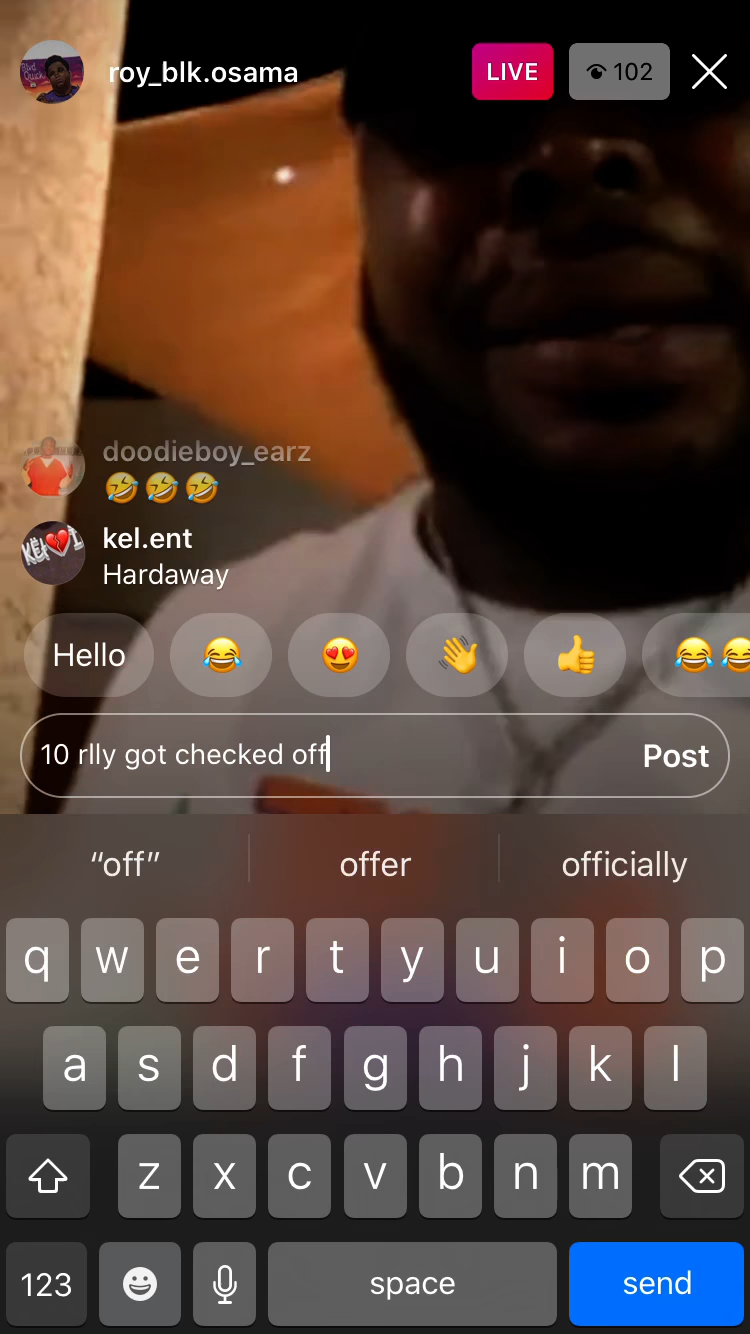 roy_blk.osama
LIVE
102
doodieboy_earz
🤣🤣🤣
kel.ent
Hardaway
Hello 😂 😍 👋 👍 😂😂
10 rlly got checked off
Post
“off” offer officially
q w e r t y u i o p
a s d f g h j k l
z x c v b n m
123 space send